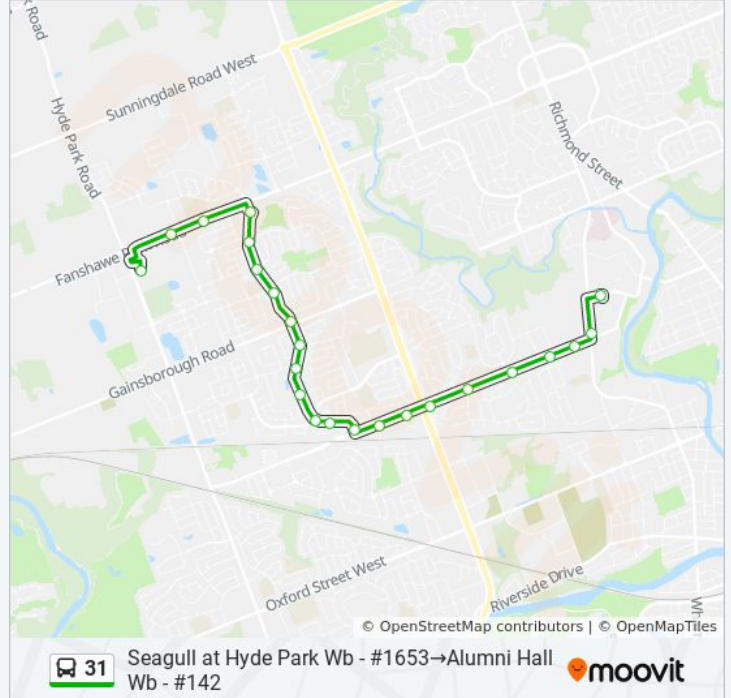 Road
Sunningdale Road West
Hyde Park Road
Richmond Street
Fanshawe
Gainsborough Road
Oxford Street West
Riverside Drive
© OpenStreetMap contributors | © OpenMapTiles
31
Seagull at Hyde Park Wb - #1653→Alumni Hall
Wb - #142
moovit